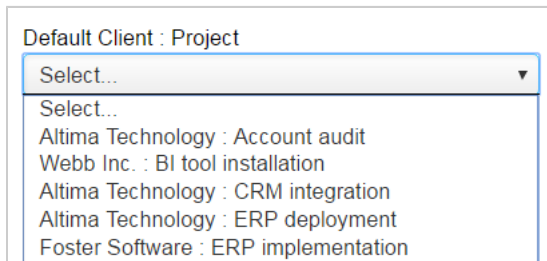 Default Client : Project
Select...
Select...
Altima Technology : Account audit
Webb Inc. : BI tool installation
Altima Technology : CRM integration
Altima Technology : ERP deployment
Foster Software : ERP implementation